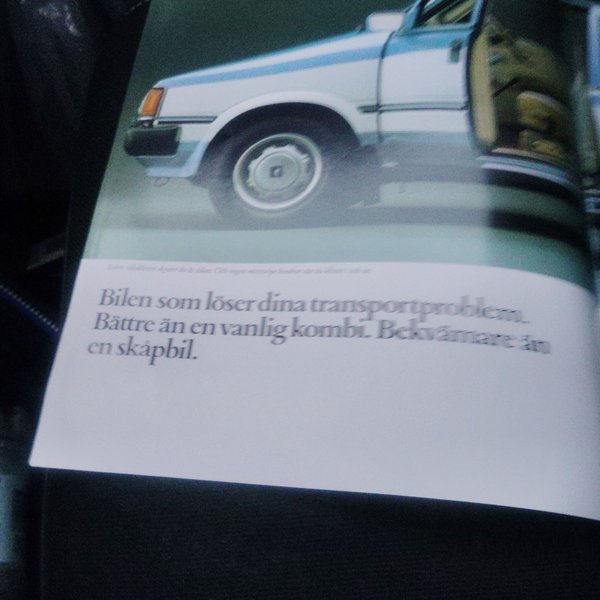 Bilen som löser dina transportproblem.
Bättre än en vanlig kombi. Bekvämare än
en skåpbil.